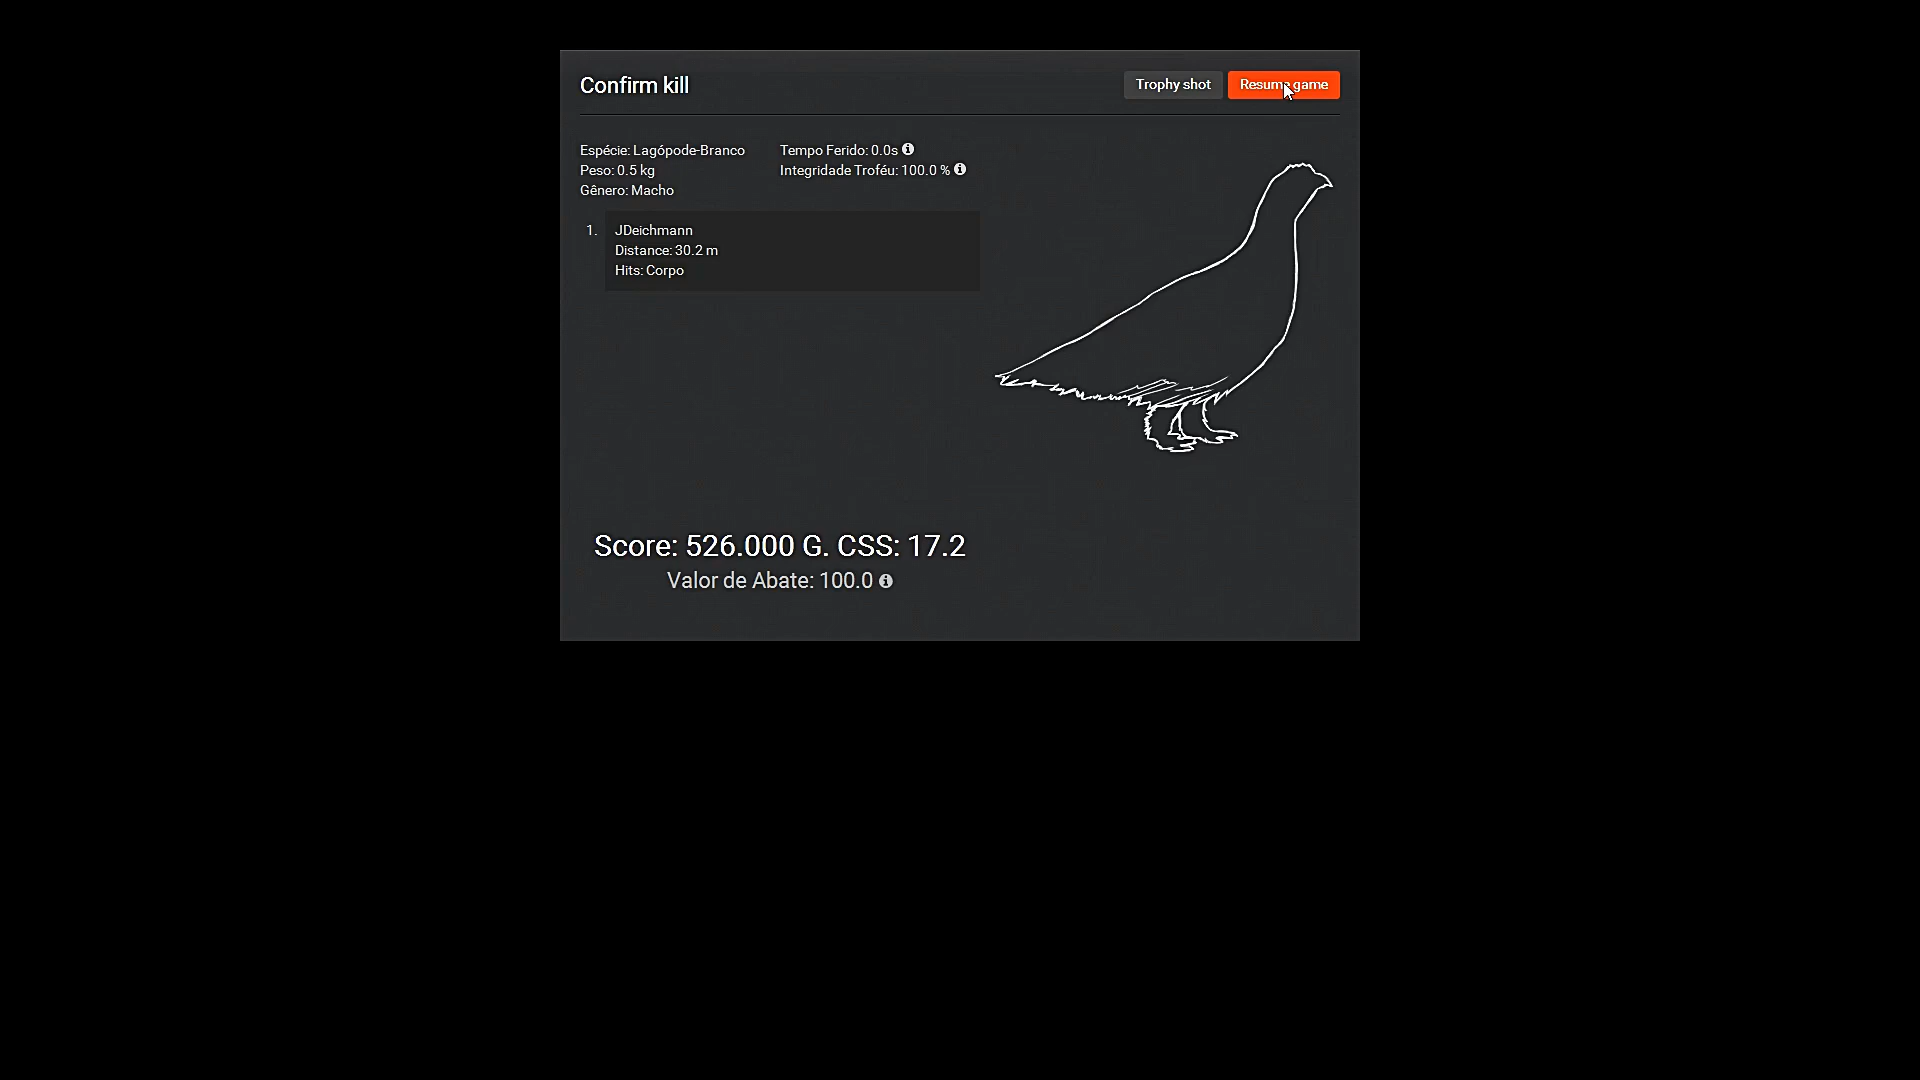 Confirm kill
Trophy shot
Resume game
Espécie: Lagópode-Branco
Peso: 0.5 kg
Gênero: Macho
Tempo Ferido: 0.0s
Integridade Troféu: 100.0 %
1.
JDeichmann
Distance: 30.2 m
Hits: Corpo
Score: 526.000 G. CSS: 17.2
Valor de Abate: 100.0